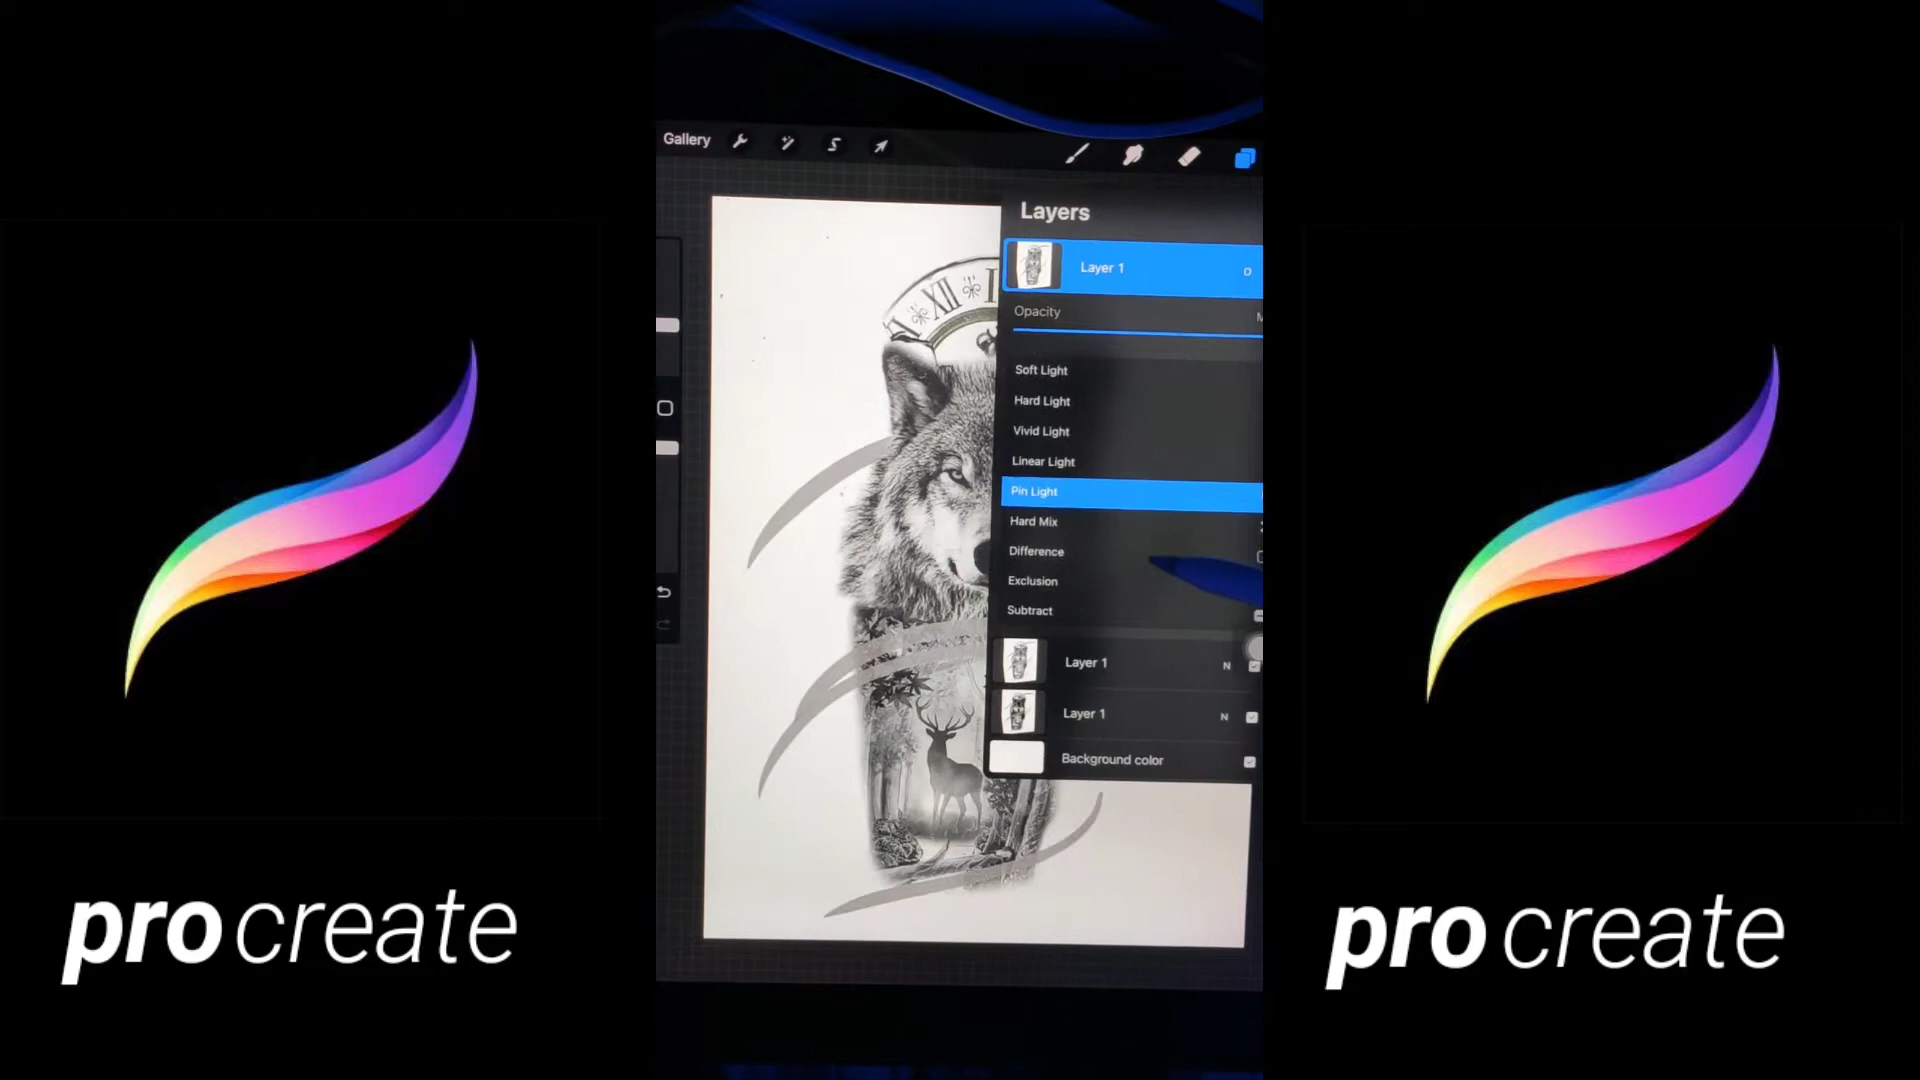 Gallery
Layers
Layer 1
O
Opacity
M
Soft Light
Hard Light
Vivid Light
Linear Light
Pin Light
Hard Mix
Difference
Exclusion
Subtract
Layer 1
N
Layer 1
N
Background color
XII
procreate
procreate